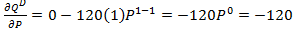 ∂Q^D/∂P = 0 − 120(1)P^{1−1} = −120P^0 = −120